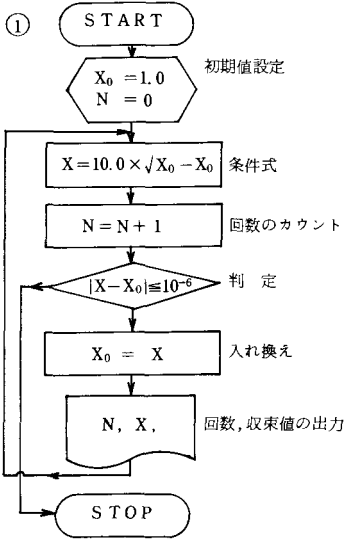 ①
START
初期値設定
X₀ =1.0
N =0
X=10.0×√X₀−X₀
条件式
N=N+1
回数のカウント
|X−X₀|≦10⁻⁶
判 定
X₀ = X
入れ換え
N, X,
回数,収束値の出力
STOP